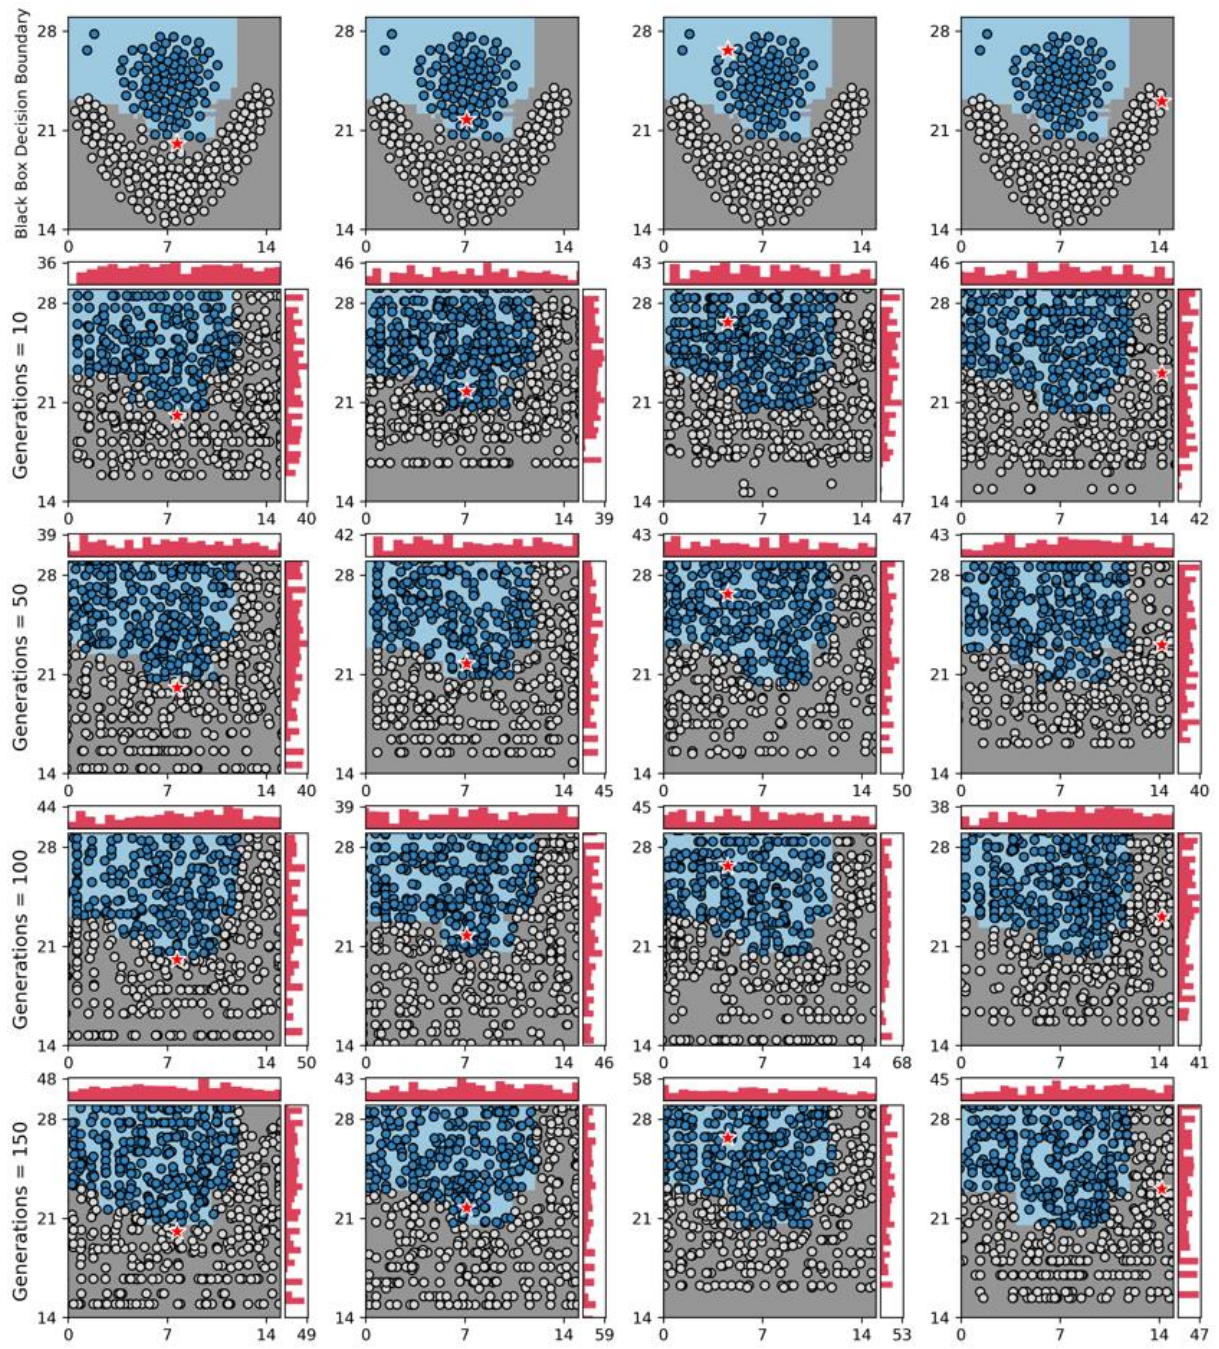 Black Box Decision Boundary
28 28 28 28
21 21 21 21
14 14 14 14
0 7 14 0 7 14 0 7 14 0 7 14
36 46 43 46
Generations = 10
28 28 28 28
21 21 21 21
14 14 14 14
0 7 14 40 0 7 14 39 0 7 14 47 0 7 14 42
39 42 43 43
Generations = 50
28 28 28 28
21 21 21 21
14 14 14 14
0 7 14 40 0 7 14 45 0 7 14 50 0 7 14 40
44 39 45 38
Generations = 100
28 28 28 28
21 21 21 21
14 14 14 14
0 7 14 50 0 7 14 46 0 7 14 68 0 7 14 41
48 43 58 45
Generations = 150
28 28 28 28
21 21 21 21
14 14 14 14
0 7 14 49 0 7 14 59 0 7 14 53 0 7 14 47